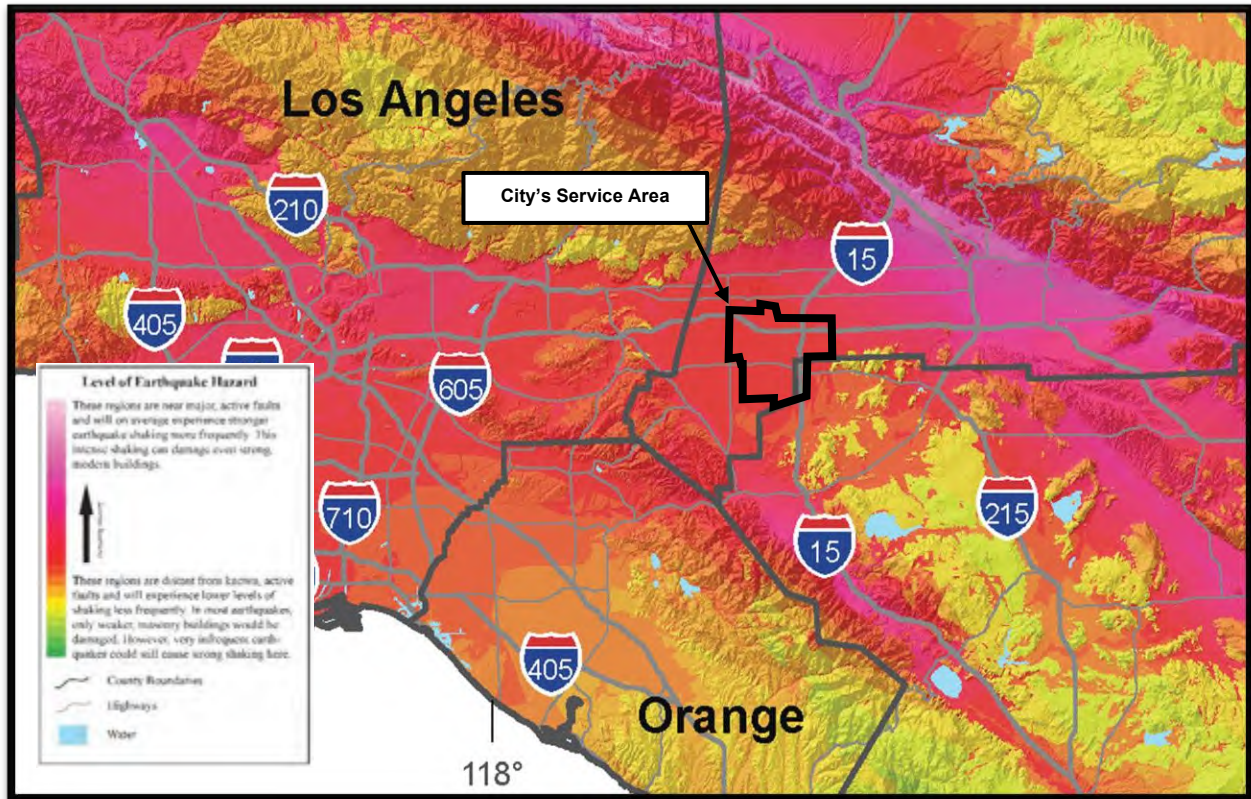 Los Angeles
City's Service Area
210
15
405
605
710
15
215
405
Orange
118°
Level of Earthquake Hazard
These regions are near major, active faults
and will on average experience stronger
earthquake shaking more frequently. This
intense shaking can damage even strong,
modern buildings.
These regions are distant from known, active
faults and will experience lower levels of
shaking less frequently. In most earthquakes,
only weaker, masonry buildings would be
damaged. However, very infrequent earth-
quakes could still cause strong shaking here.
County Boundaries
Highways
Water